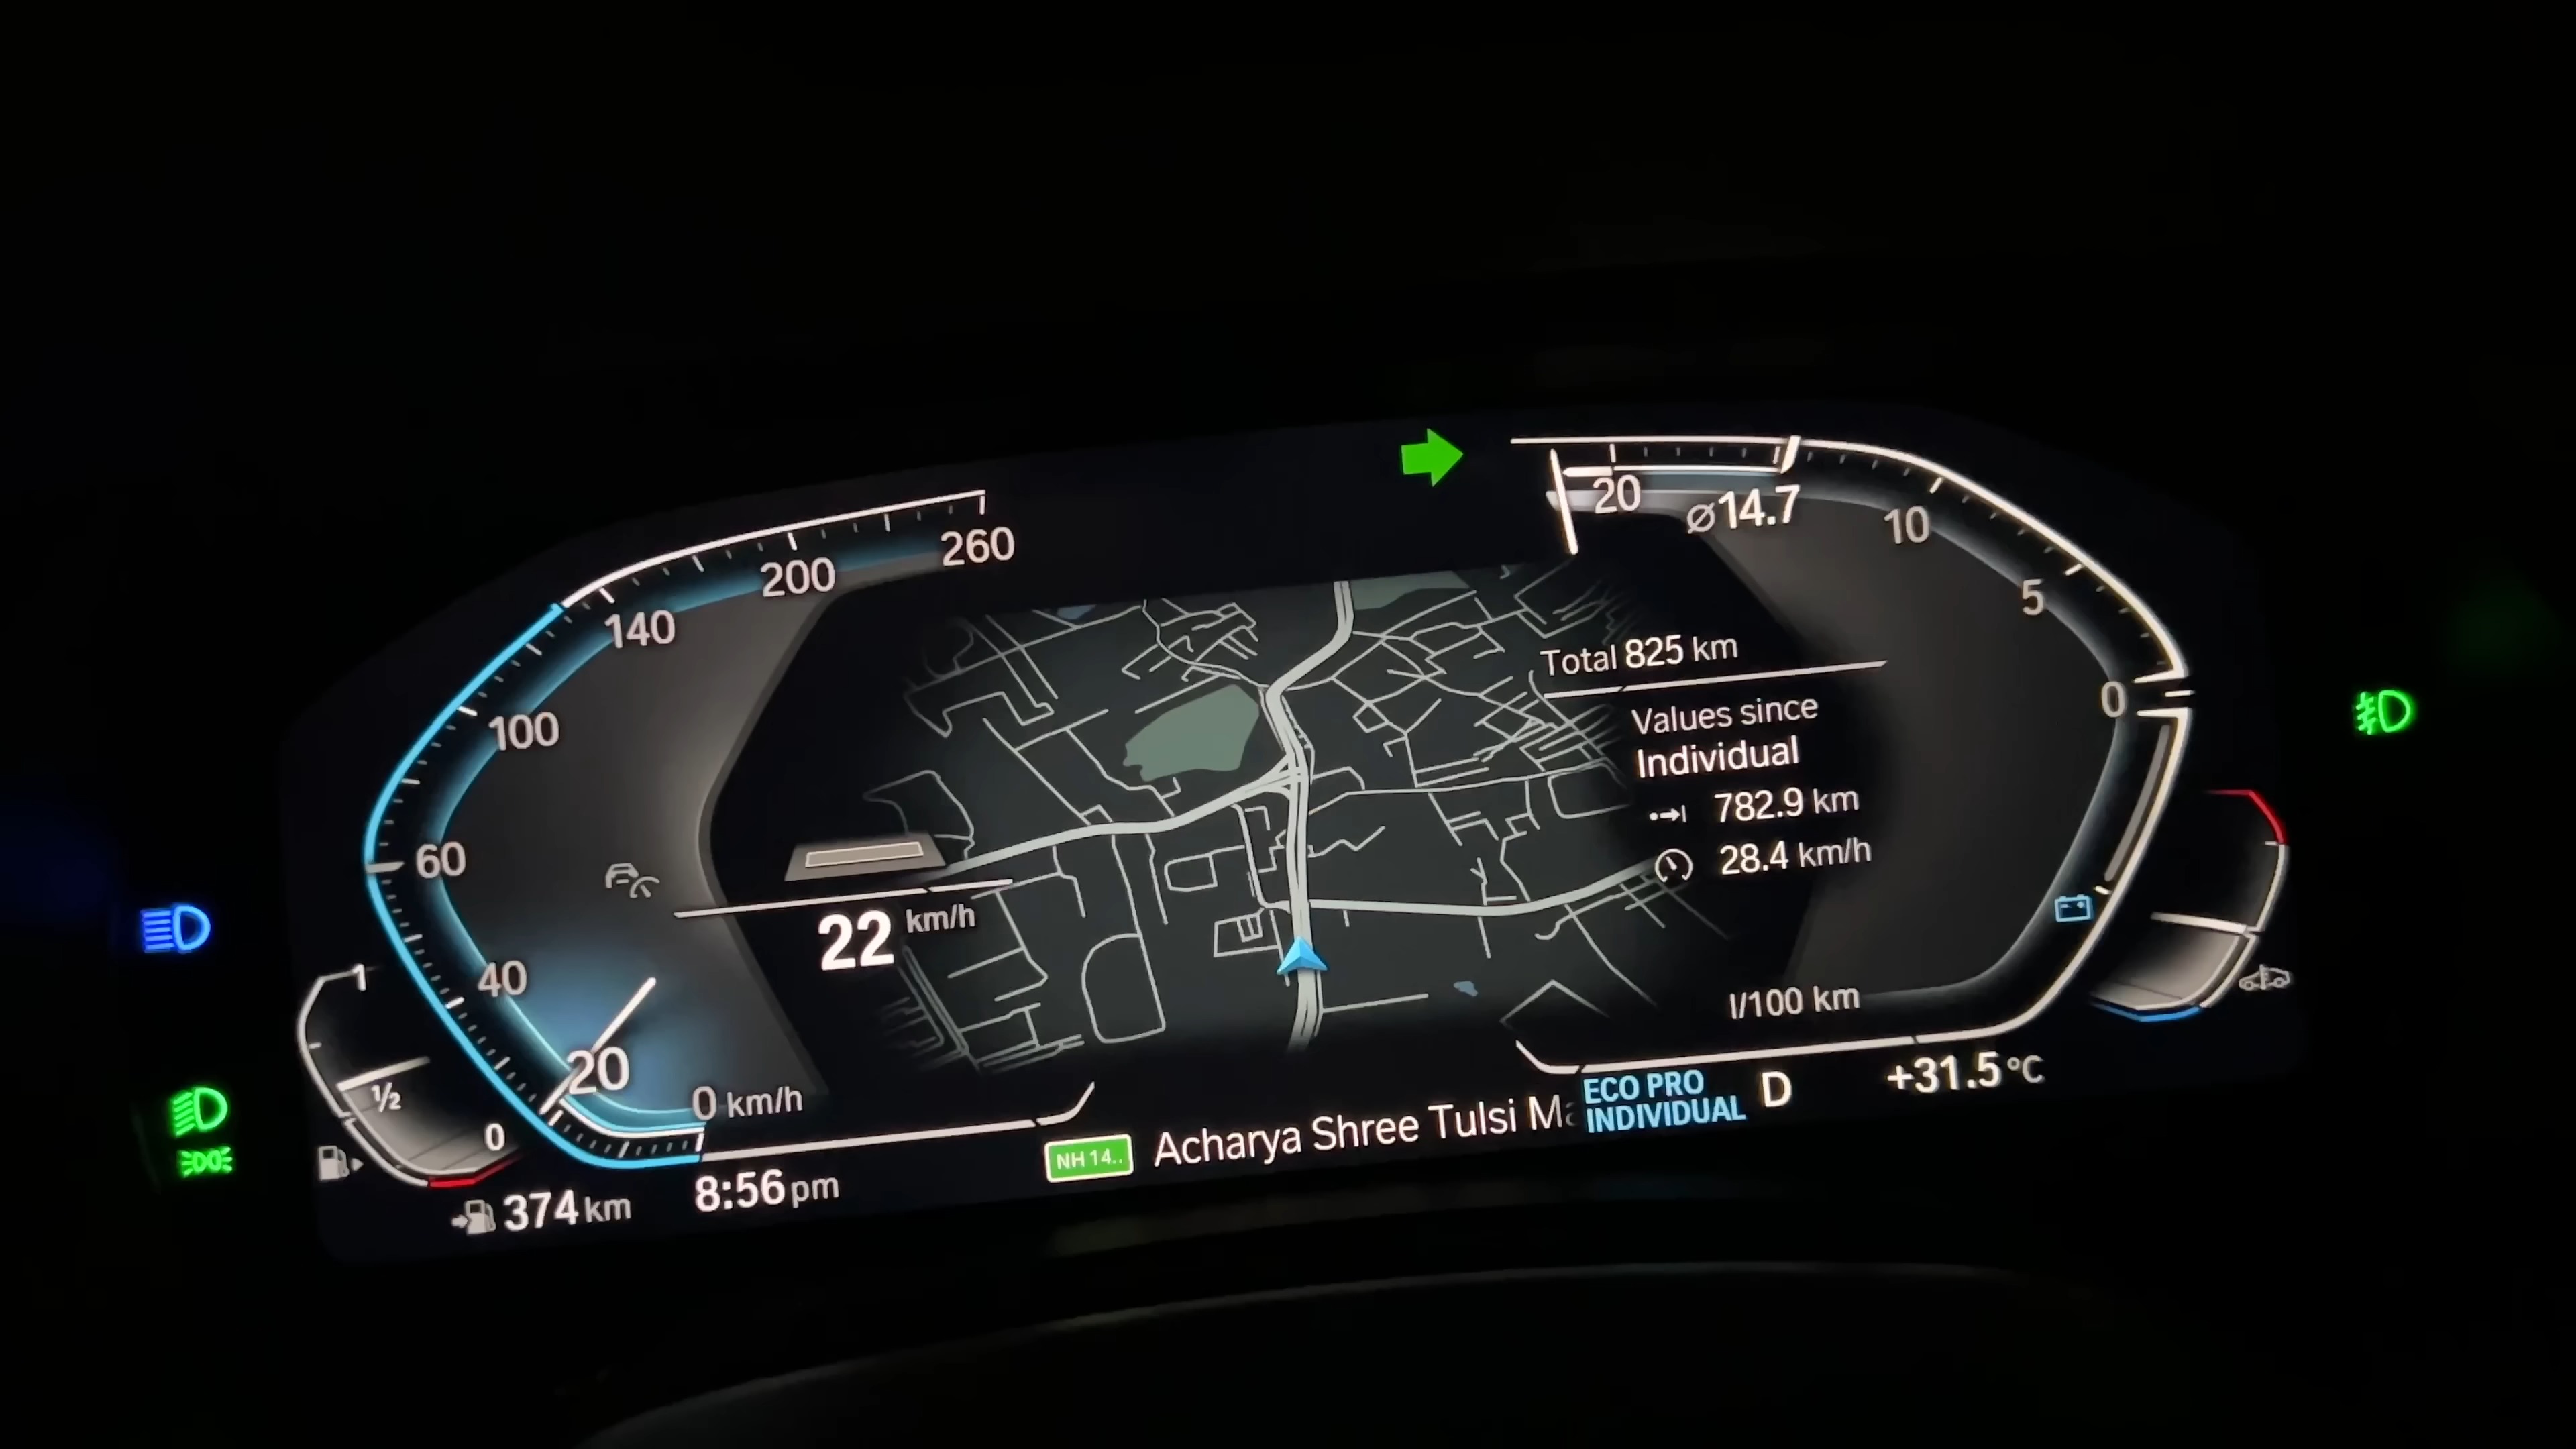 260
200
140
100
60
40
20
0 km/h
22 km/h
1
1/2
0
374 km
8:56 pm
NH 14..
Acharya Shree Tulsi Ma
20
⌀14.7
10
5
0
Total 825 km
Values since
Individual
782.9 km
28.4 km/h
l/100 km
ECO PRO
INDIVIDUAL
D
+31.5 °C